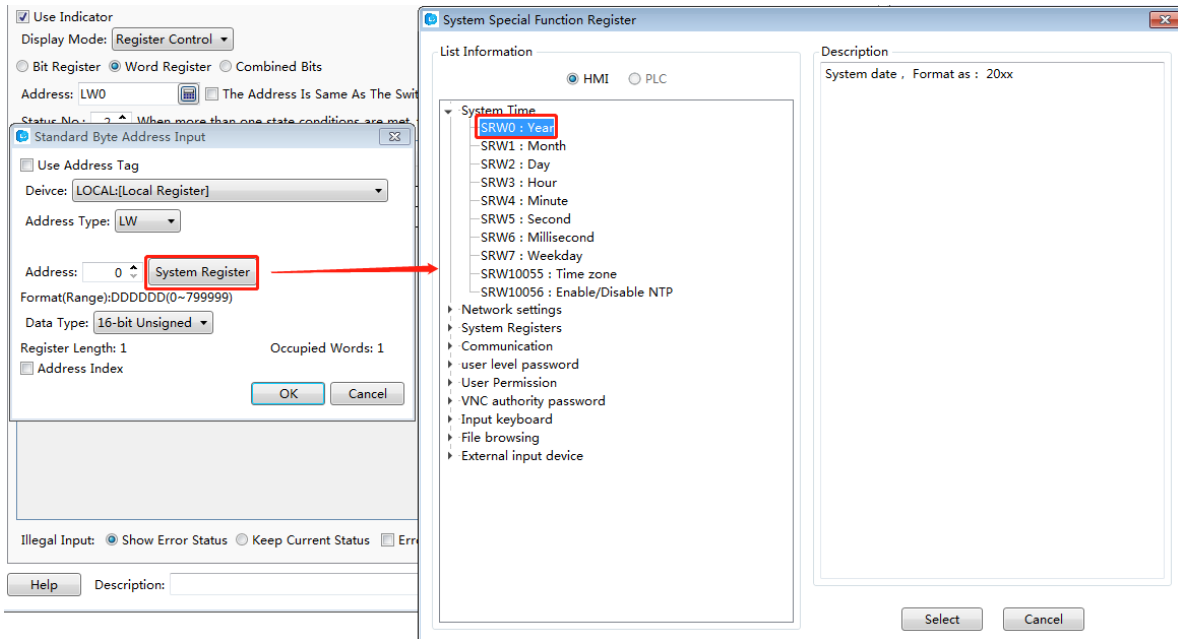 Use Indicator
Display Mode: Register Control
Bit Register Word Register Combined Bits
Address: LW0 The Address Is Same As The Swit
Status No.: 2 When more than one state conditions are met
Standard Byte Address Input
Use Address Tag
Deivce: LOCAL:[Local Register]
Address Type: LW
Address: 0 System Register
Format(Range):DDDDDD(0~799999)
Data Type: 16-bit Unsigned
Register Length: 1 Occupied Words: 1
Address Index
OK Cancel
Illegal Input: Show Error Status Keep Current Status Erro
Help Description:
System Special Function Register
List Information
HMI PLC
System Time
SRW0 : Year
SRW1 : Month
SRW2 : Day
SRW3 : Hour
SRW4 : Minute
SRW5 : Second
SRW6 : Millisecond
SRW7 : Weekday
SRW10055 : Time zone
SRW10056 : Enable/Disable NTP
Network settings
System Registers
Communication
user level password
User Permission
VNC authority password
Input keyboard
File browsing
External input device
Description
System date , Format as : 20xx
Select Cancel